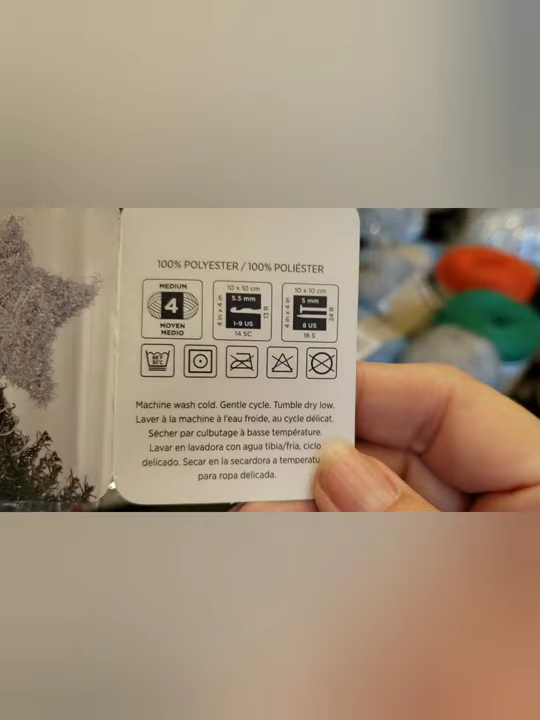 100% POLYESTER / 100% POLIÉSTER
MEDIUM
4
MOYEN
MEDIO
10 x 10 cm
4 in x 4 in
5.5 mm
I-9 US
13 R
14 SC
10 x 10 cm
4 in x 4 in
5 mm
8 US
24 R
18 S
Machine wash cold. Gentle cycle. Tumble dry low.
Laver à la machine à l'eau froide, au cycle délicat.
Sécher par culbutage à basse température.
Lavar en lavadora con agua tibia/fría, ciclo
delicado. Secar en la secardora a temperatu
para ropa delicada.